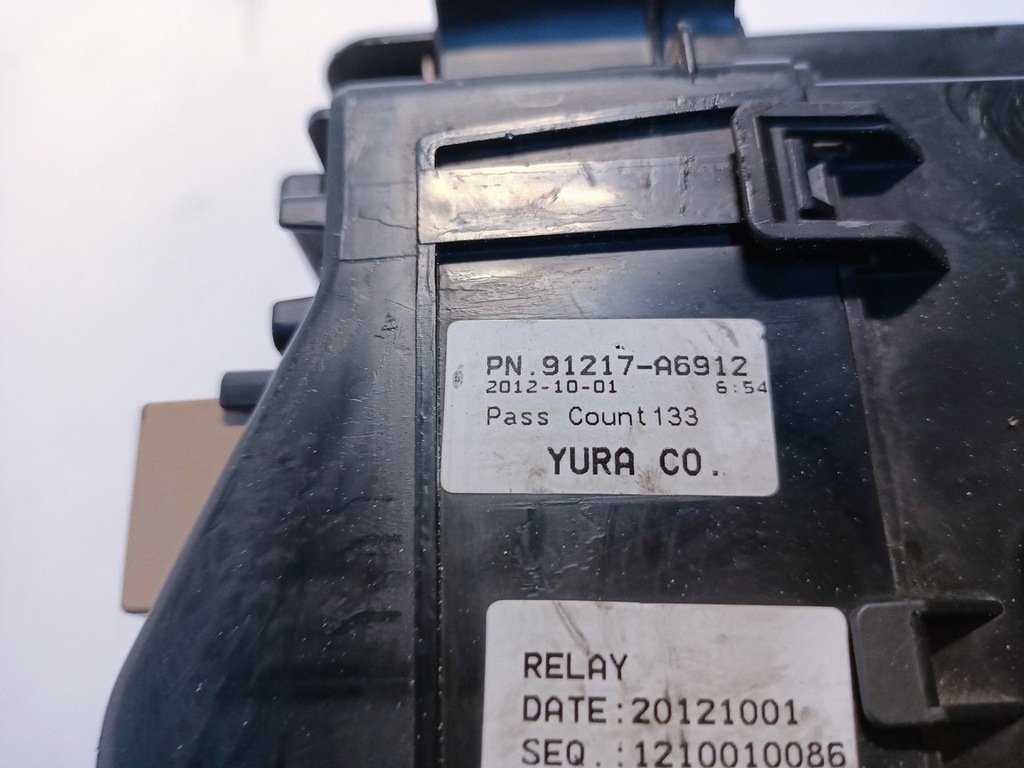 PN.91217-A6912
2012-10-01 6:54
Pass Count133
YURA CO.
RELAY
DATE:20121001
SEQ.:1210010086